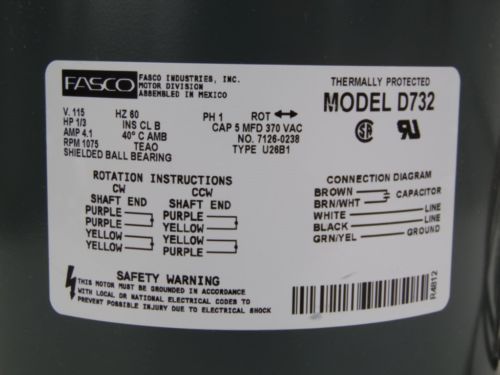 FASCO
FASCO INDUSTRIES, INC.
MOTOR DIVISION
ASSEMBLED IN MEXICO
THERMALLY PROTECTED
MODEL D732
V. 115 HZ 60 PH 1 ROT
HP 1/3 INS CL B CAP 5 MFD 370 VAC
AMP 4.1 40° C AMB NO. 7126-0238
RPM 1075 TEAO TYPE U26B1
SHIELDED BALL BEARING
ROTATION INSTRUCTIONS
CW CCW
SHAFT END SHAFT END
PURPLE PURPLE
PURPLE YELLOW
YELLOW PURPLE
YELLOW YELLOW
CONNECTION DIAGRAM
BROWN CAPACITOR
BRN/WHT
WHITE LINE
BLACK LINE
GRN/YEL GROUND
SAFETY WARNING
THIS MOTOR MUST BE GROUNDED IN ACCORDANCE
WITH LOCAL OR NATIONAL ELECTRICAL CODES TO
PREVENT POSSIBLE INJURY DUE TO ELECTRICAL SHOCK
R4812